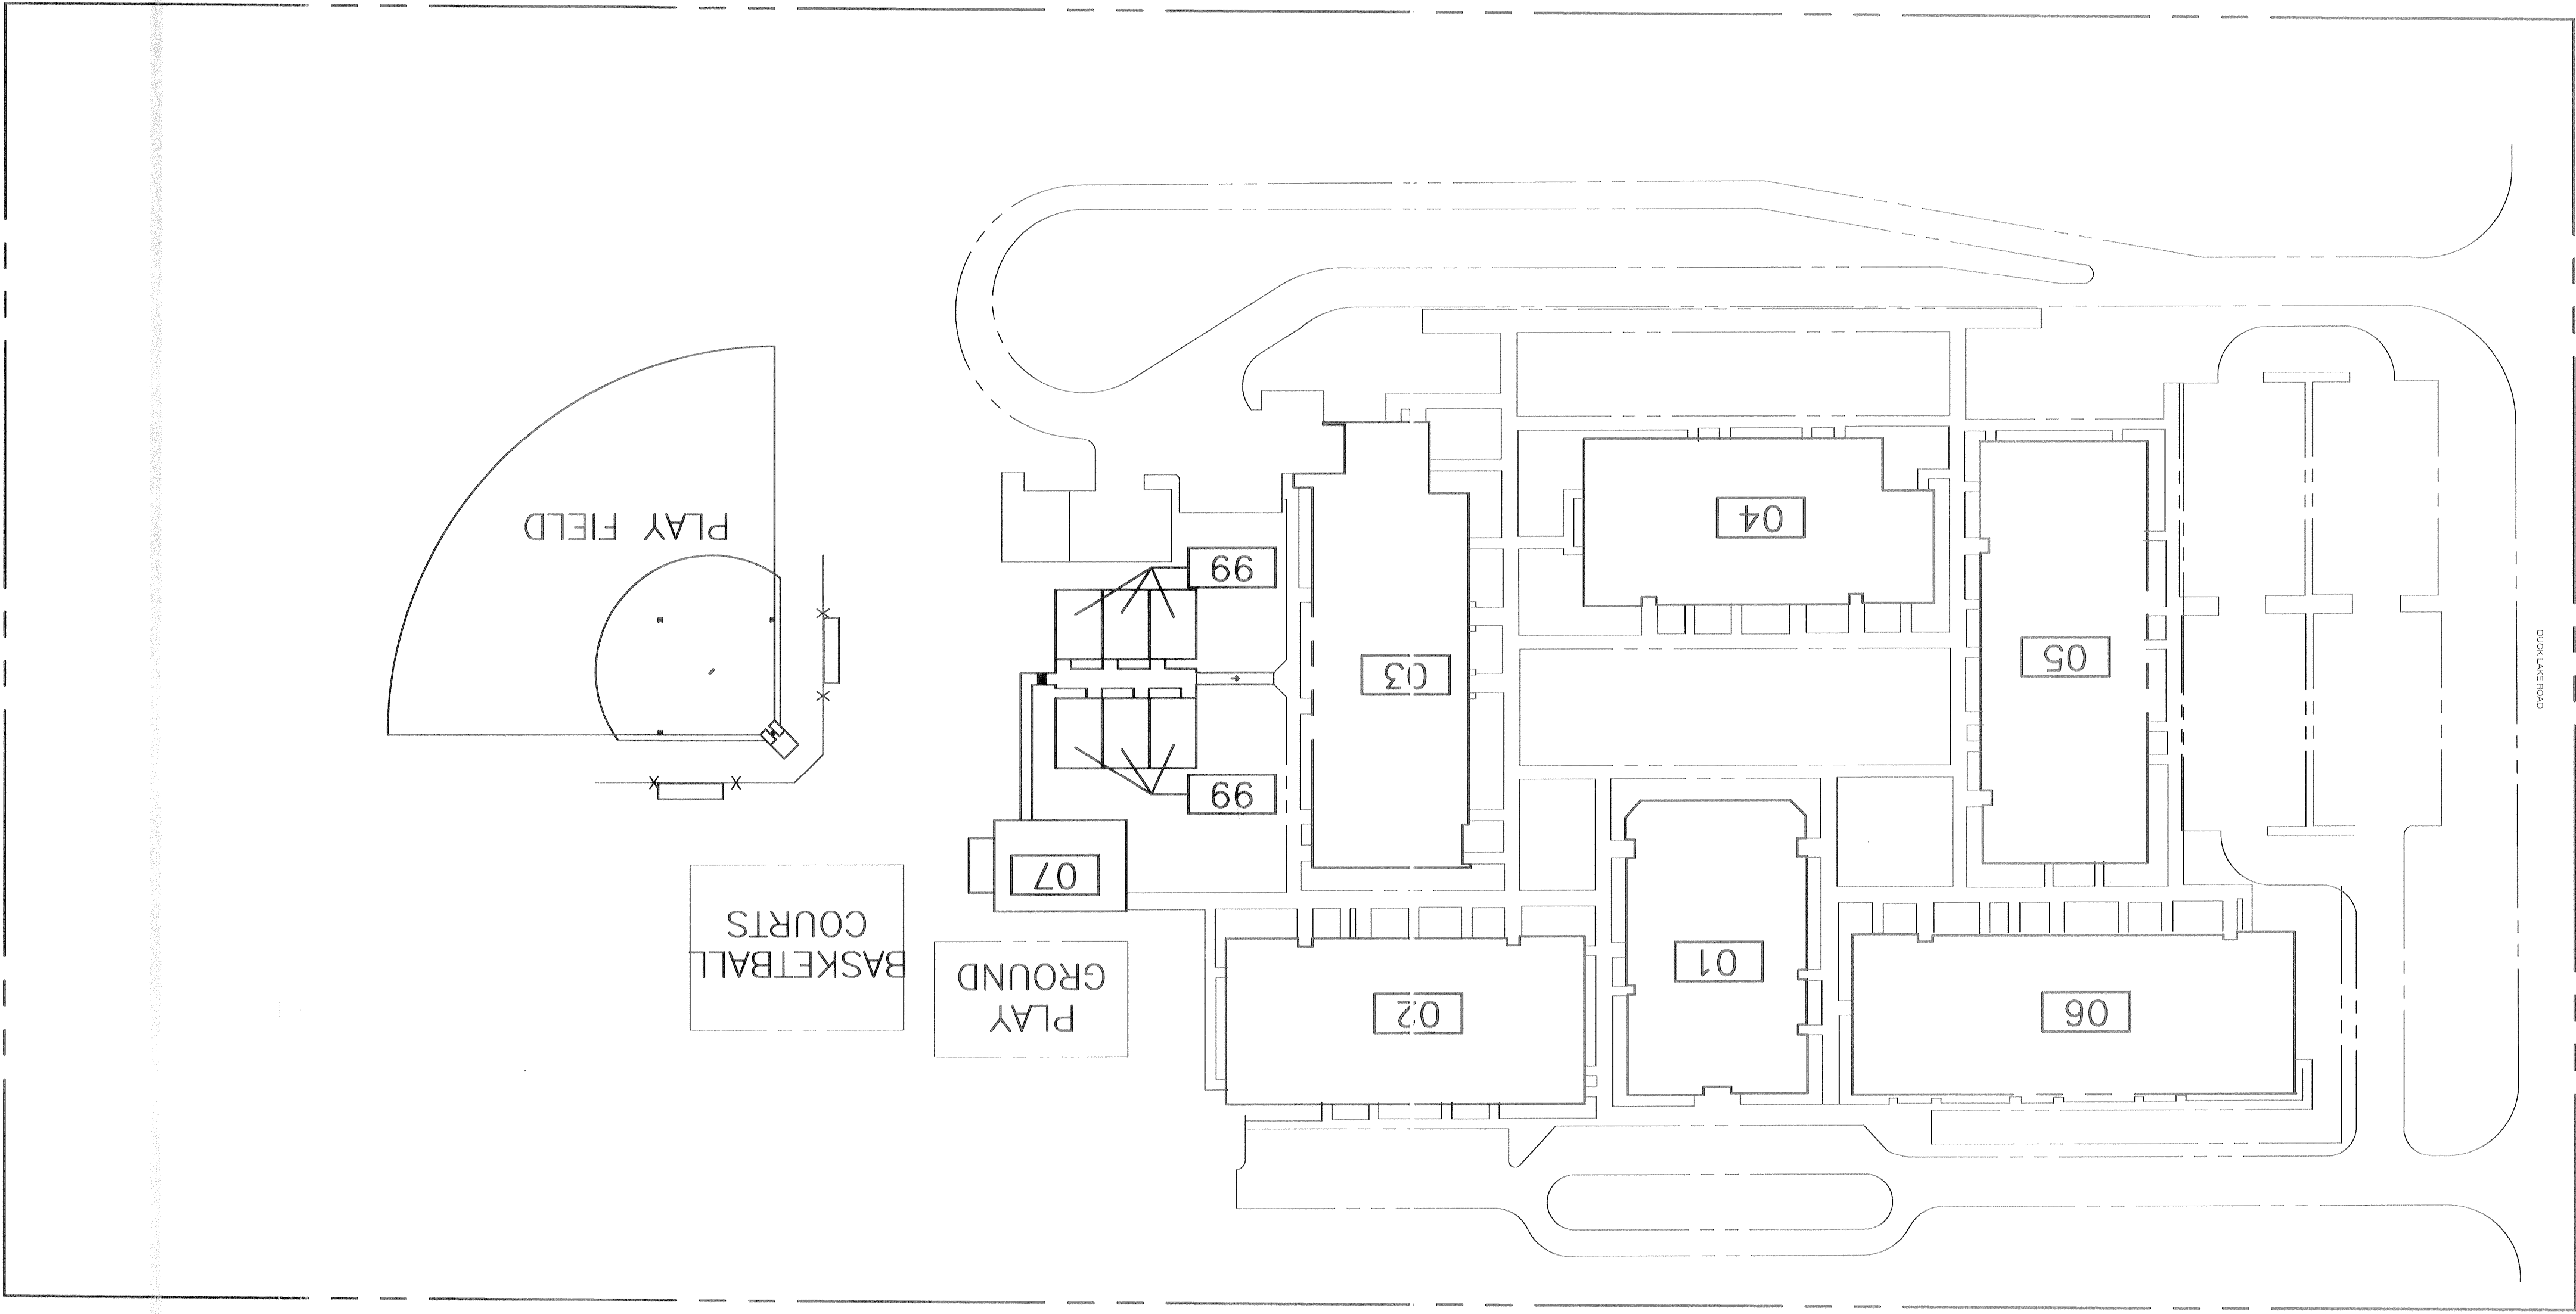 06
02
PLAY
GROUND
01
BASKETBALL
COURTS
07
99
03
05
DUCK LAKE ROAD
99
PLAY FIELD
04